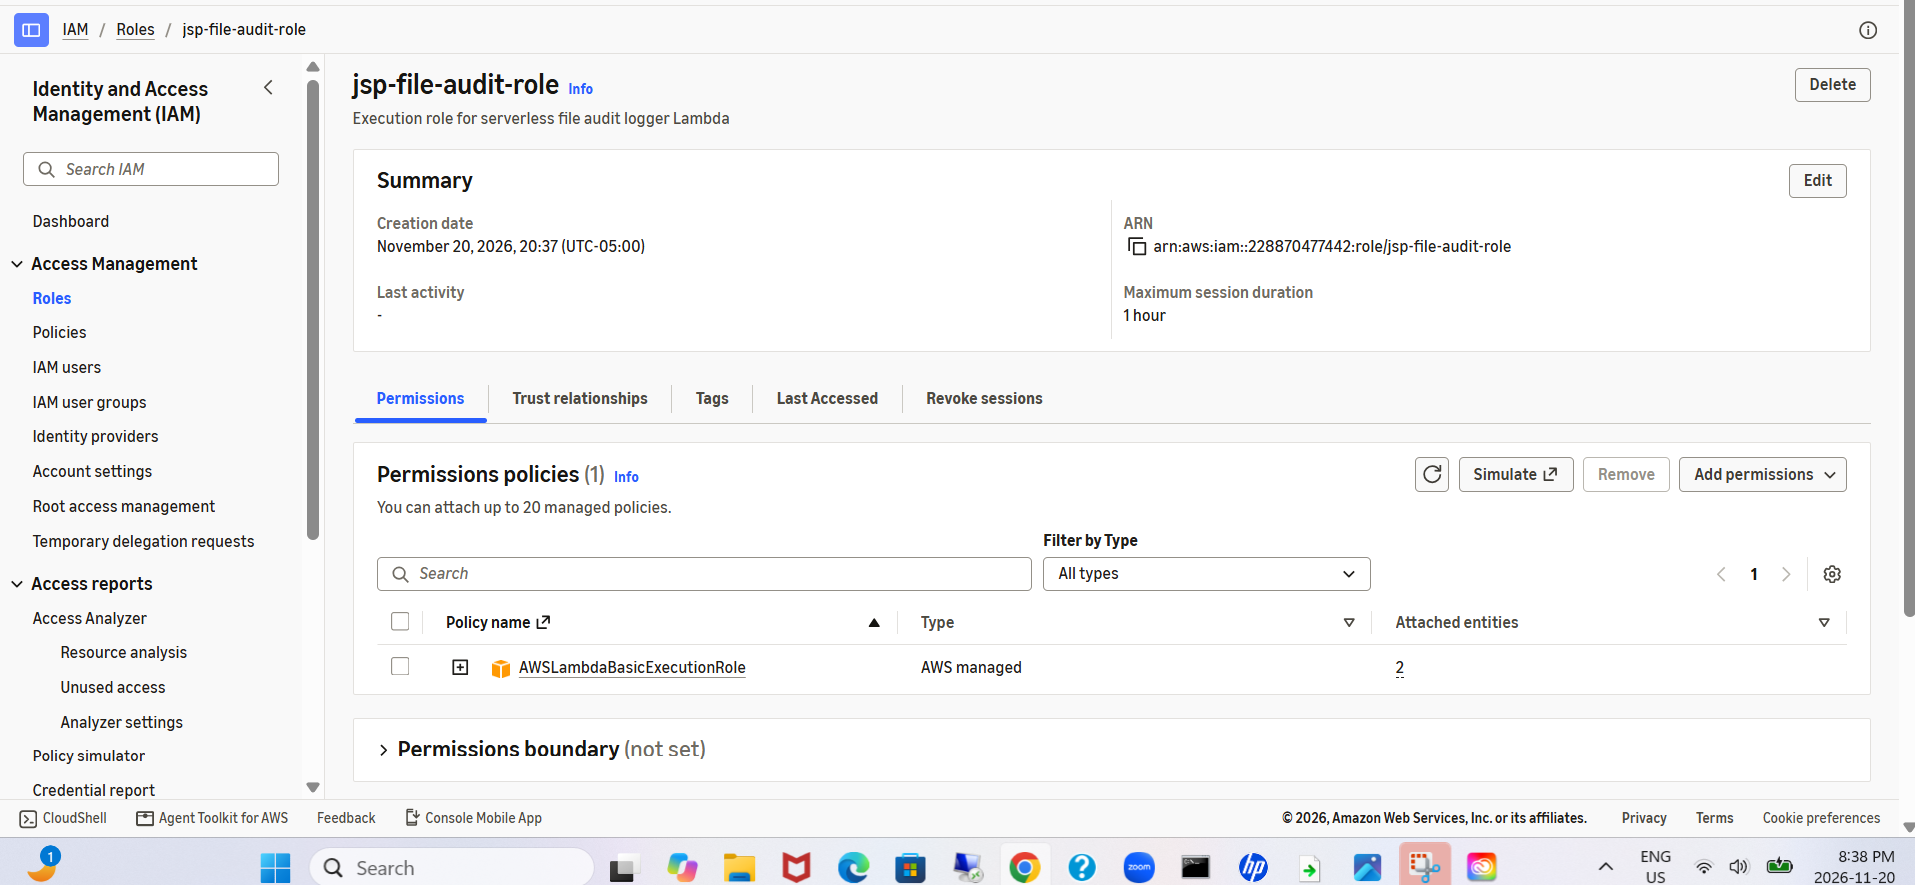 IAM / Roles / jsp-file-audit-role
Identity and Access
Management (IAM)
Search IAM
Dashboard
Access Management
Roles
Policies
IAM users
IAM user groups
Identity providers
Account settings
Root access management
Temporary delegation requests
Access reports
Access Analyzer
Resource analysis
Unused access
Analyzer settings
Policy simulator
Credential report
jsp-file-audit-role Info
Delete
Execution role for serverless file audit logger Lambda
Summary
Edit
Creation date
November 20, 2026, 20:37 (UTC-05:00)
ARN
arn:aws:iam::228870477442:role/jsp-file-audit-role
Last activity
-
Maximum session duration
1 hour
Permissions
Trust relationships
Tags
Last Accessed
Revoke sessions
Permissions policies (1) Info
Simulate
Remove
Add permissions
You can attach up to 20 managed policies.
Filter by Type
Search
All types
1
Policy name
Type
Attached entities
AWSLambdaBasicExecutionRole
AWS managed
2
Permissions boundary (not set)
CloudShell
Agent Toolkit for AWS
Feedback
Console Mobile App
© 2026, Amazon Web Services, Inc. or its affiliates.
Privacy
Terms
Cookie preferences
1
Search
zoom
hp
ENG
US
8:38 PM
2026-11-20